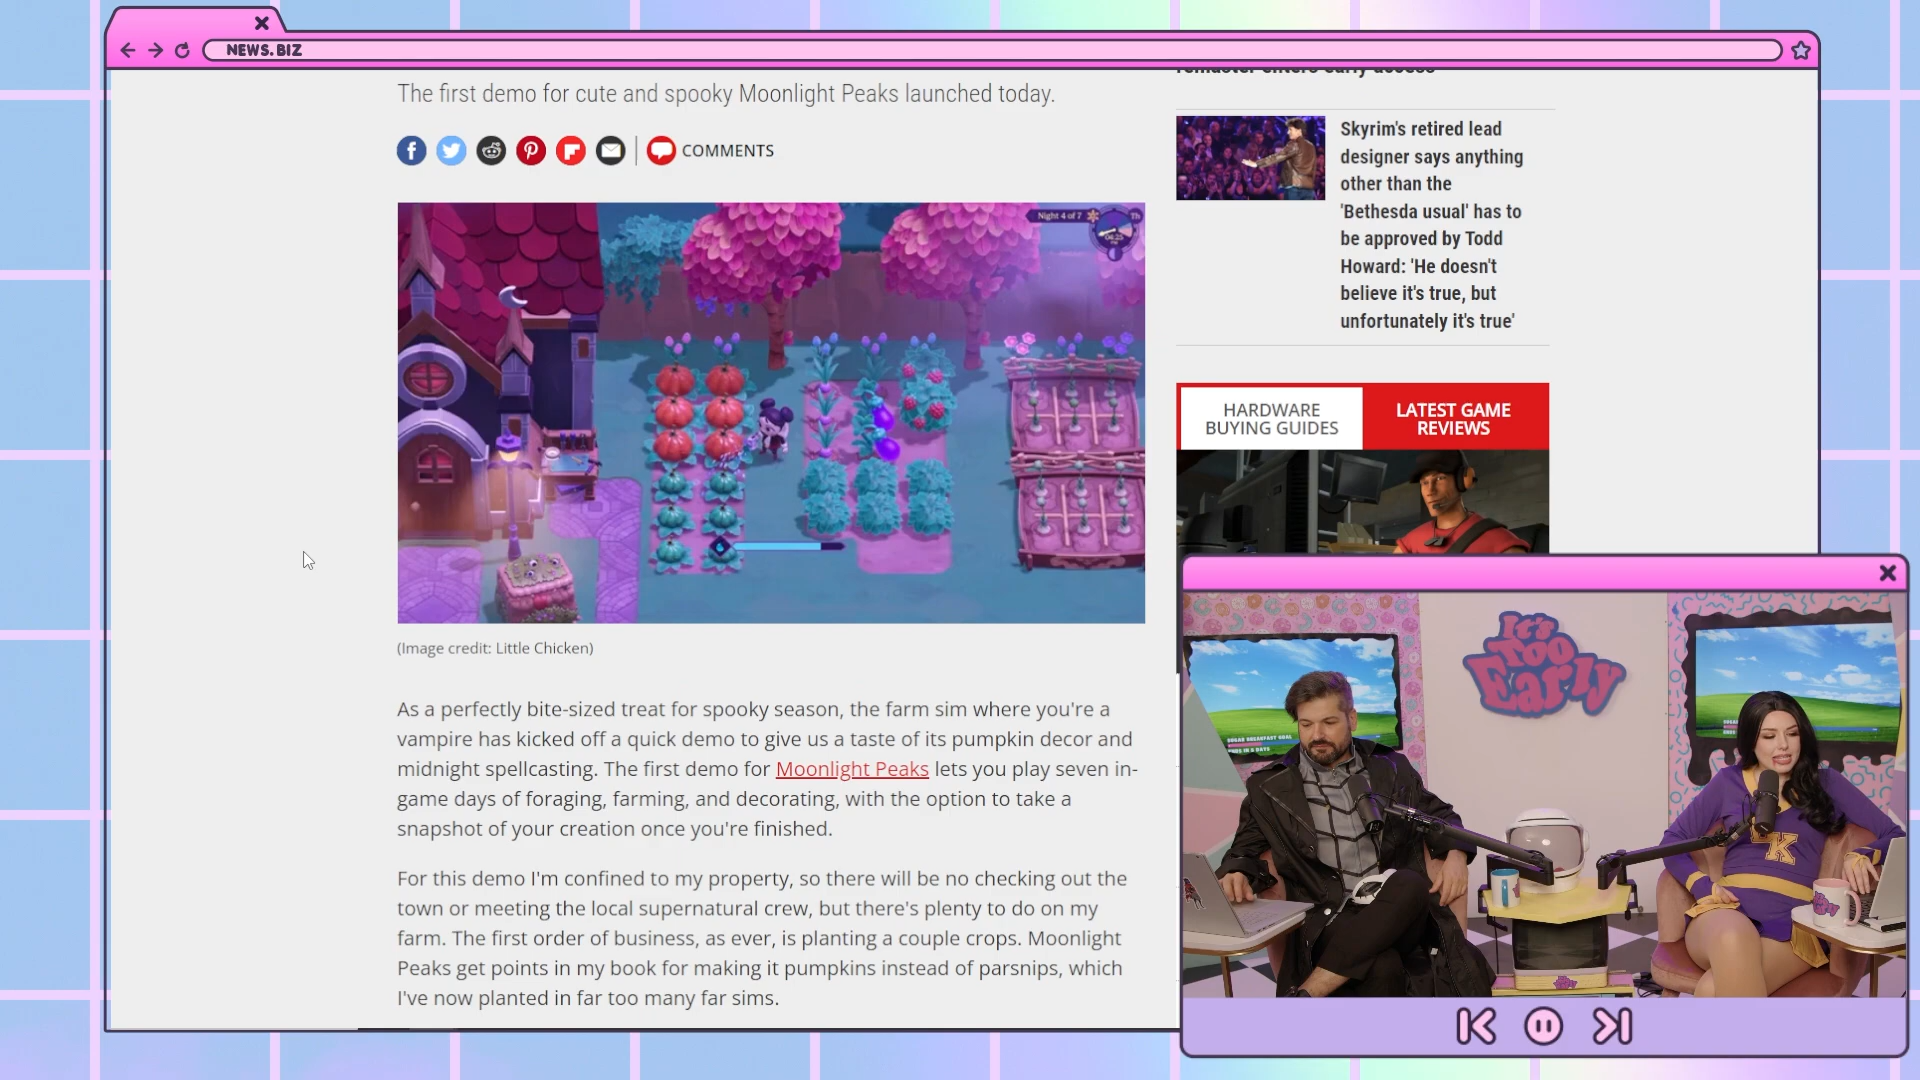 NEWS.BIZ
The first demo for cute and spooky Moonlight Peaks launched today.
COMMENTS
Night 4 of 7
Th
(Image credit: Little Chicken)
As a perfectly bite-sized treat for spooky season, the farm sim where you're a
vampire has kicked off a quick demo to give us a taste of its pumpkin decor and
midnight spellcasting. The first demo for Moonlight Peaks lets you play seven in-
game days of foraging, farming, and decorating, with the option to take a
snapshot of your creation once you're finished.
For this demo I'm confined to my property, so there will be no checking out the
town or meeting the local supernatural crew, but there's plenty to do on my
farm. The first order of business, as ever, is planting a couple crops. Moonlight
Peaks get points in my book for making it pumpkins instead of parsnips, which
I've now planted in far too many far sims.
remaster enters early access
Skyrim's retired lead
designer says anything
other than the
'Bethesda usual' has to
be approved by Todd
Howard: 'He doesn't
believe it's true, but
unfortunately it's true'
HARDWARE
BUYING GUIDES
LATEST GAME
REVIEWS
It's
Too
Early
SUGAR BREAKFAST GOAL
K